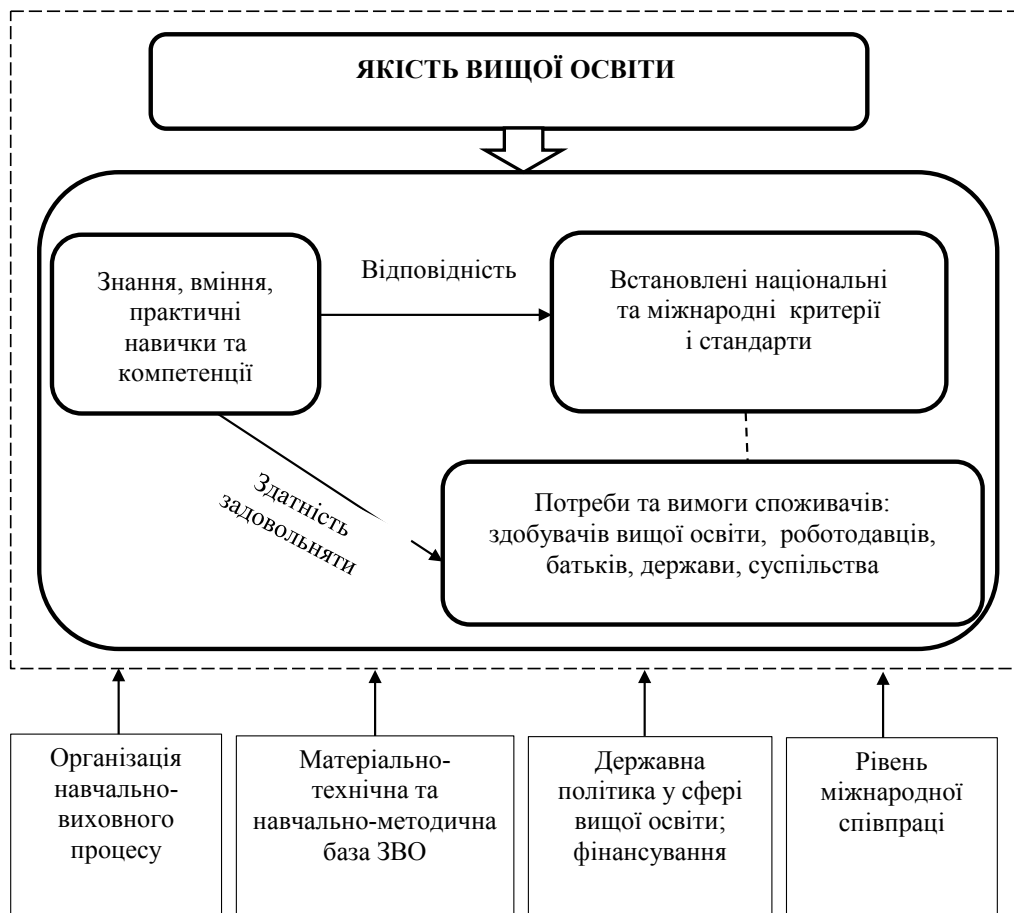 ЯКІСТЬ ВИЩОЇ ОСВІТИ
Знання, вміння,
практичні
навички та
компетенції
Відповідність
Встановлені національні
та міжнародні критерії
і стандарти
Здатність
задовольняти
Потреби та вимоги споживачів:
здобувачів вищої освіти, роботодавців,
батьків, держави, суспільства
Організація
навчально-
виховного
процесу
Матеріально-
технічна та
навчально-методична
база ЗВО
Державна
політика у сфері
вищої освіти;
фінансування
Рівень
міжнародної
співпраці